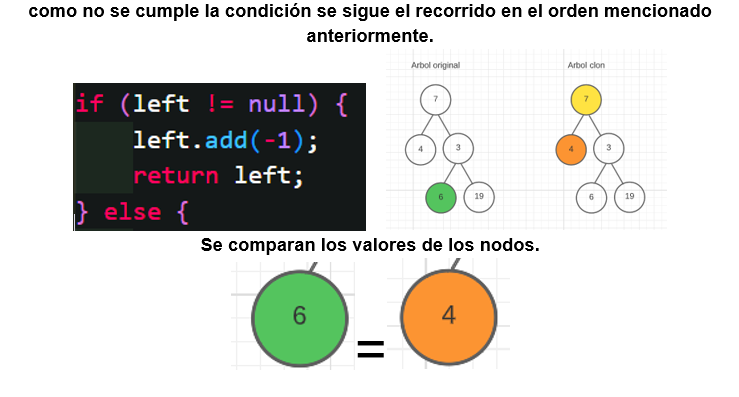 como no se cumple la condición se sigue el recorrido en el orden mencionado
anteriormente.
Arbol original
7
4
3
6
19
Arbol clon
7
4
3
6
19
if (left != null) {
left.add(-1);
return left;
} else {
Se comparan los valores de los nodos.
6 = 4